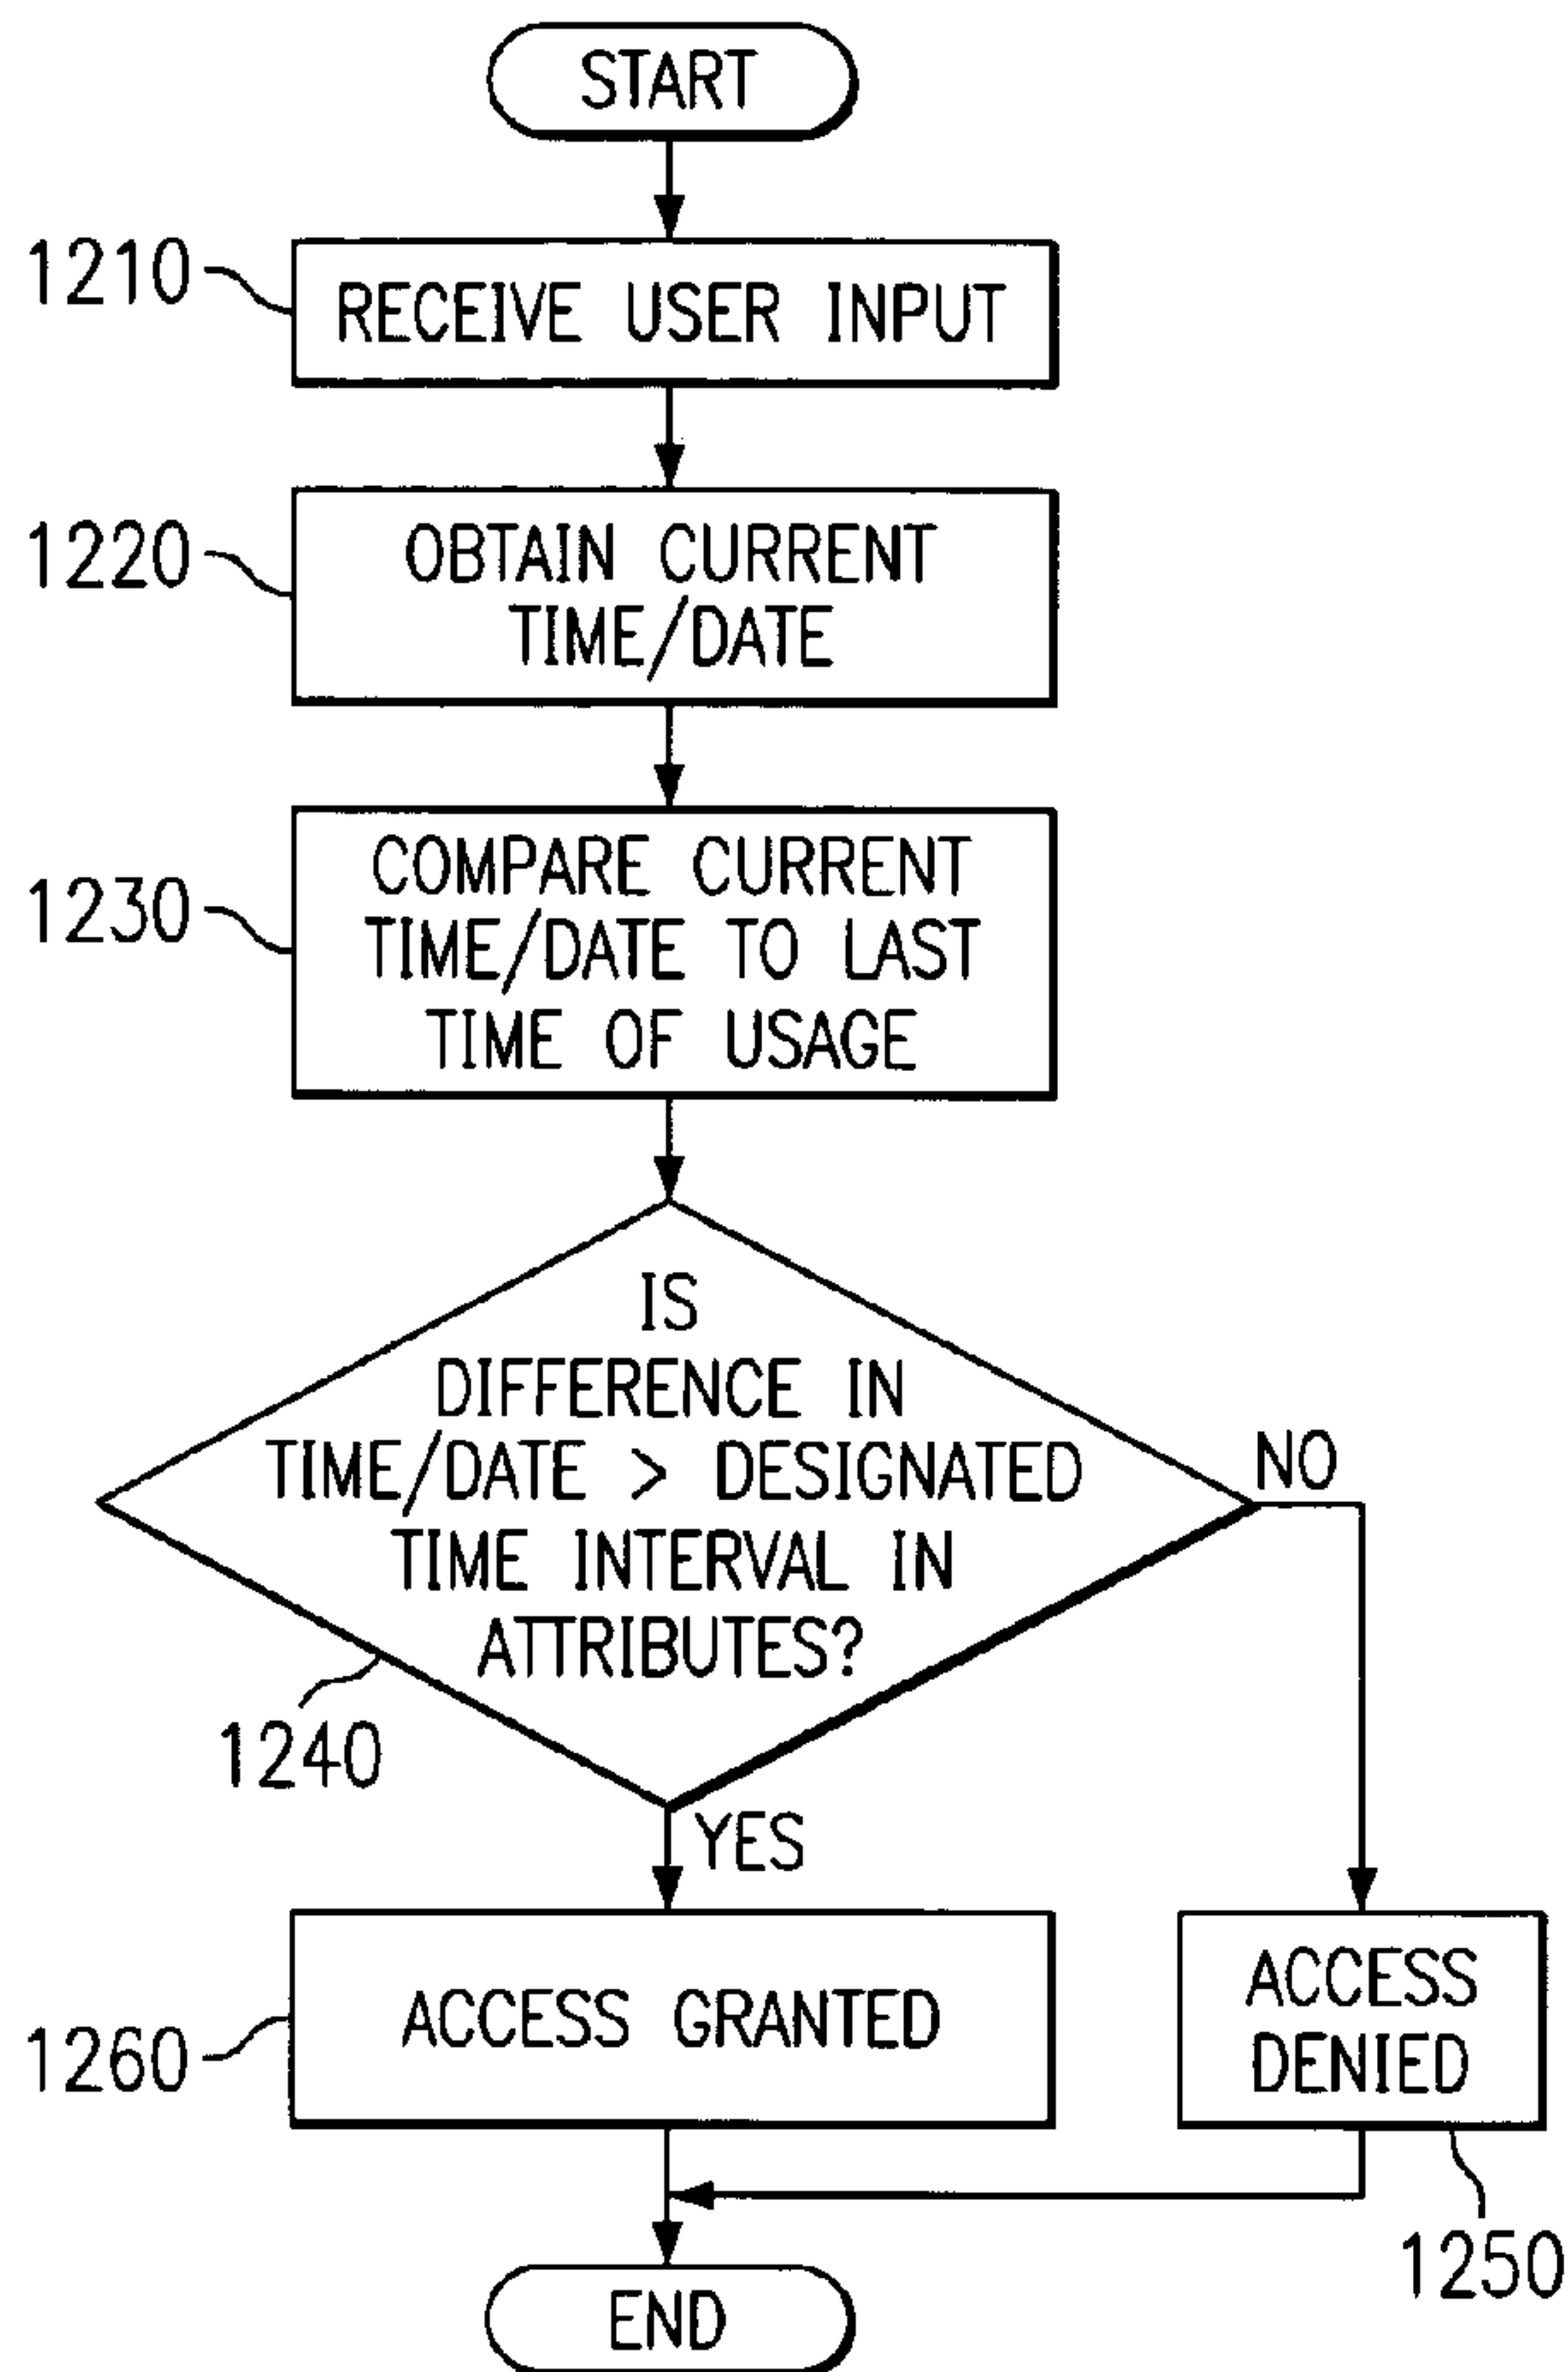 START
1210
RECEIVE USER INPUT
1220
OBTAIN CURRENT
TIME/DATE
1230
COMPARE CURRENT
TIME/DATE TO LAST
TIME OF USAGE
IS
DIFFERENCE IN
TIME/DATE > DESIGNATED
TIME INTERVAL IN
ATTRIBUTES?
NO
1240
YES
1260
ACCESS GRANTED
ACCESS
DENIED
1250
END